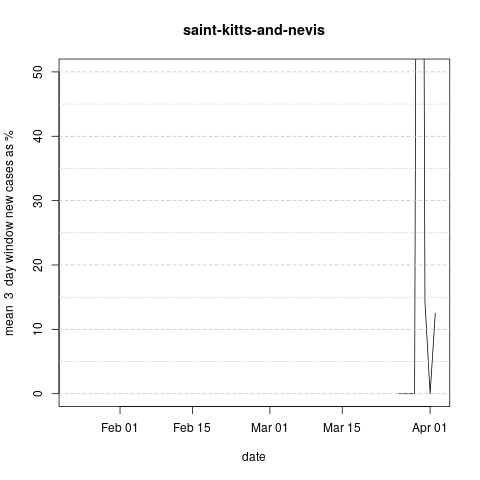 saint-kitts-and-nevis
mean  3  day window new cases as %
50
40
30
20
10
0
Feb 01
Feb 15
Mar 01
Mar 15
Apr 01
date